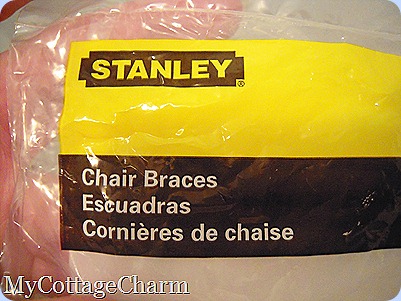 STANLEY®
Chair Braces
Escuadras
Cornières de chaise
MyCottageCharm